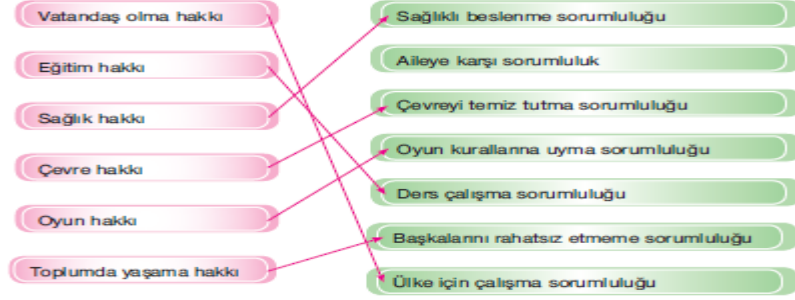 Vatandaş olma hakkı
Eğitim hakkı
Sağlık hakkı
Çevre hakkı
Oyun hakkı
Toplumda yaşama hakkı
Sağlıklı beslenme sorumluluğu
Aileye karşı sorumluluk
Çevreyi temiz tutma sorumluluğu
Oyun kurallarına uyma sorumluluğu
Ders çalışma sorumluluğu
Başkalarını rahatsız etmeme sorumluluğu
Ülke için çalışma sorumluluğu